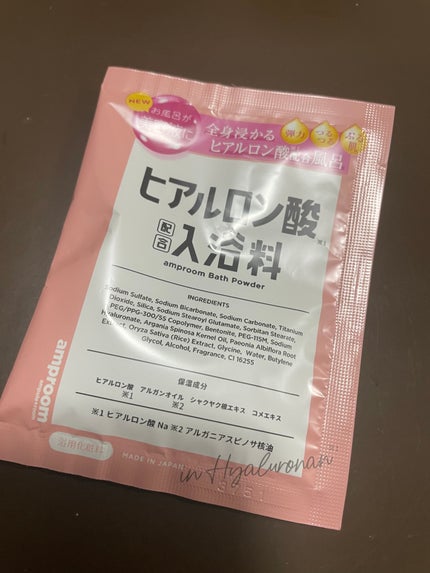 NEW
お風呂が
全身浸かる
ヒアルロン酸配合風呂
弾力
つる
つる
ヒアルロン酸※1
配合
入浴料
amproom Bath Powder
INGREDIENTS
Sodium Sulfate, Sodium Bicarbonate, Sodium Carbonate, Titanium
Dioxide, Silica, Sodium Stearoyl Glutamate, Sorbitan Stearate,
PEG/PPG-300/55 Copolymer, Bentonite, PEG-115M, Sodium
Hyaluronate, Argania Spinosa Kernel Oil, Paeonia Albiflora Root
Extract, Oryza Sativa (Rice) Extract, Glycine, Water, Butylene
Glycol, Alcohol, Fragrance, CI 16255
保湿成分
ヒアルロン酸 アルガンオイル シャクヤク根エキス コメエキス
※1 ※2
※1 ヒアルロン酸 Na ※2 アルガニアスピノサ核油
amproom
浴用化粧料
MADE IN JAPAN
in Hyaluronan